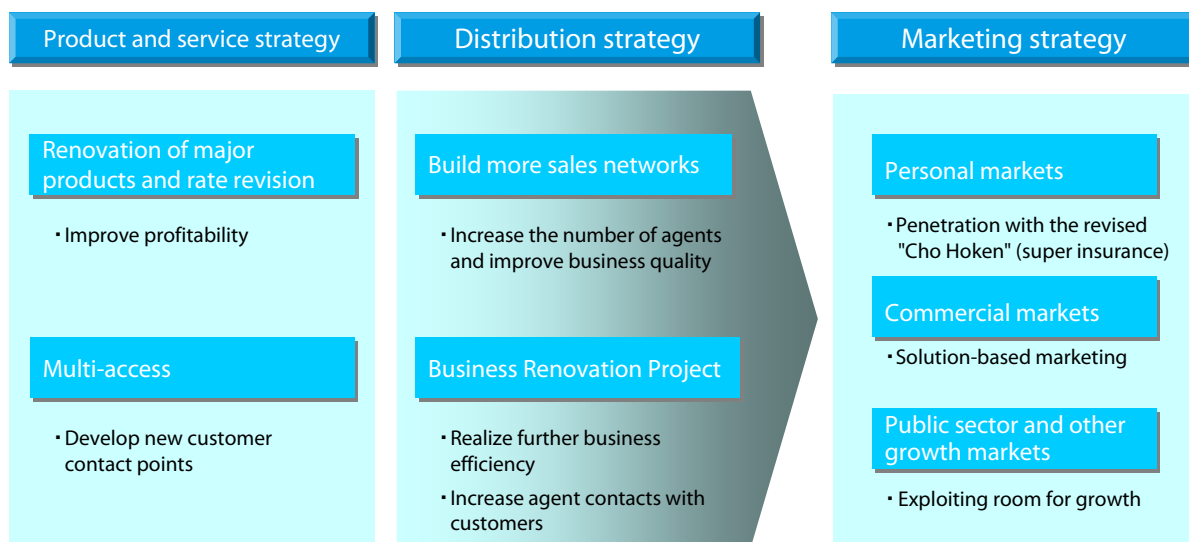 Product and service strategy
Renovation of major
products and rate revision
・Improve profitability
Multi-access
・Develop new customer
contact points
Distribution strategy
Build more sales networks
・Increase the number of agents
and improve business quality
Business Renovation Project
・Realize further business
efficiency
・Increase agent contacts with
customers
Marketing strategy
Personal markets
・Penetration with the revised
"Cho Hoken" (super insurance)
Commercial markets
・Solution-based marketing
Public sector and other
growth markets
・Exploiting room for growth